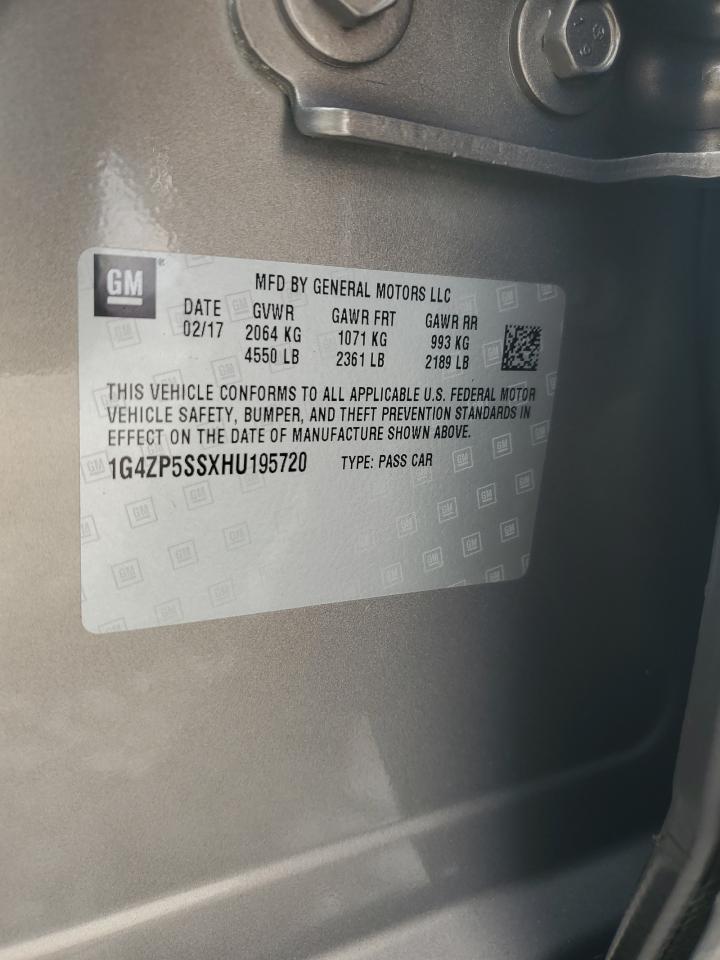 GM
MFD BY GENERAL MOTORS LLC
DATE GVWR GAWR FRT GAWR RR
02/17 2064 KG 1071 KG 993 KG
4550 LB 2361 LB 2189 LB
THIS VEHICLE CONFORMS TO ALL APPLICABLE U.S. FEDERAL MOTOR
VEHICLE SAFETY, BUMPER, AND THEFT PREVENTION STANDARDS IN
EFFECT ON THE DATE OF MANUFACTURE SHOWN ABOVE.
1G4ZP5SSXHU195720 TYPE: PASS CAR